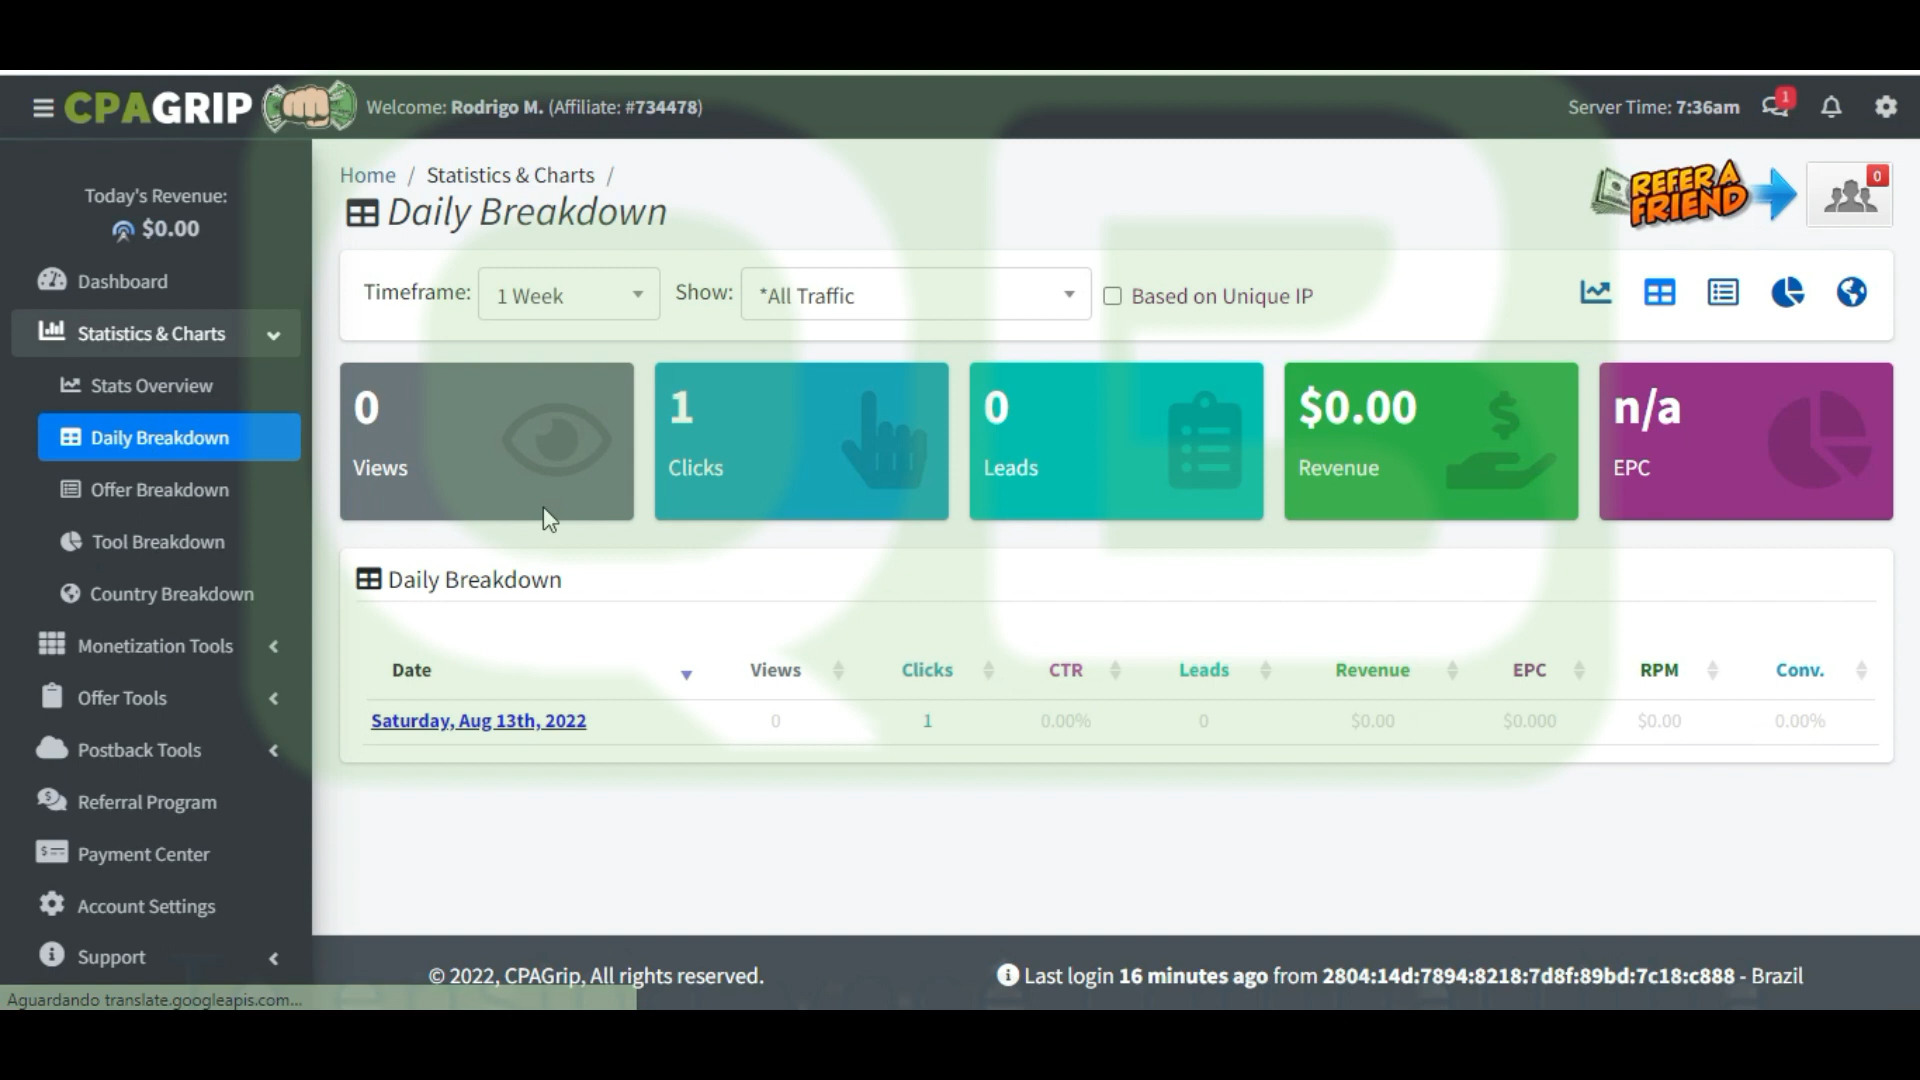 CPAGRIP Welcome: Rodrigo M. (Affiliate: #734478) Server Time: 7:36am 1
Today's Revenue:
$0.00
Dashboard
Statistics & Charts
Stats Overview
Daily Breakdown
Offer Breakdown
Tool Breakdown
Country Breakdown
Monetization Tools
Offer Tools
Postback Tools
Referral Program
Payment Center
Account Settings
Support
Home / Statistics & Charts /
Daily Breakdown
REFER A
FRIEND
0
Timeframe: 1 Week Show: *All Traffic Based on Unique IP
0 1 0 $0.00 n/a
Views Clicks Leads Revenue EPC
Daily Breakdown
Date Views Clicks CTR Leads Revenue EPC RPM Conv.
Saturday, Aug 13th, 2022 0 1 0.00% 0 $0.00 $0.000 $0.00 0.00%
© 2022, CPAGrip, All rights reserved. Last login 16 minutes ago from 2804:14d:7894:8218:7d8f:89bd:7c18:c888 - Brazil
Aguardando translate.googleapis.com...